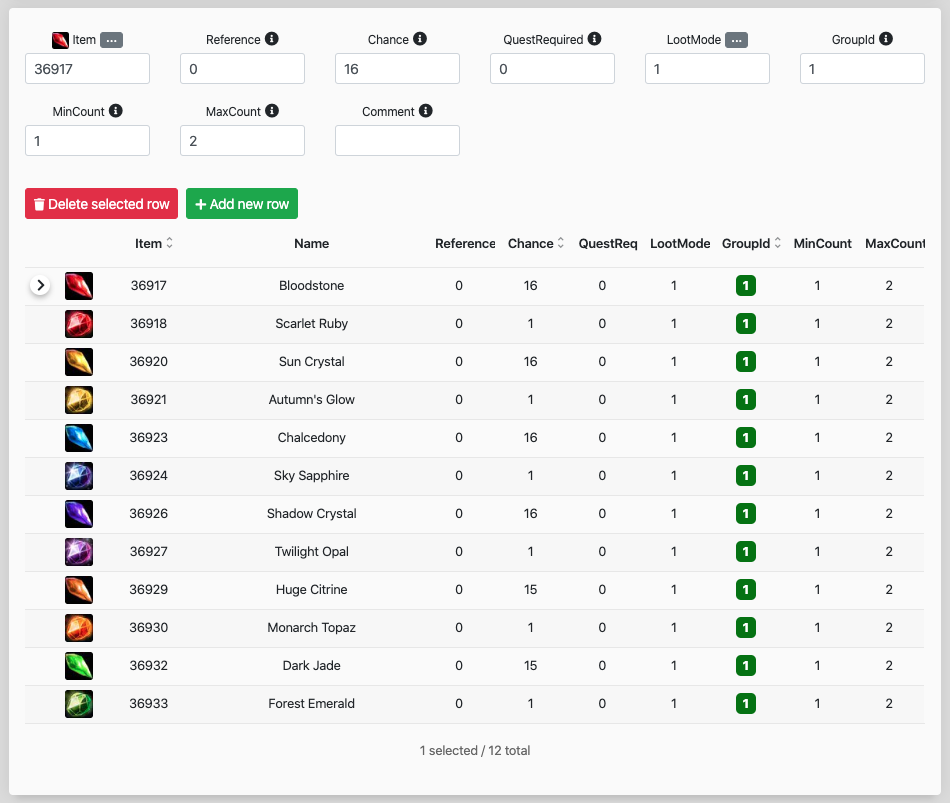 Item ... Reference Chance QuestRequired LootMode ... GroupId
36917 0 16 0 1 1
MinCount MaxCount Comment
1 2
Delete selected row + Add new row
Item Name Reference Chance QuestReq LootMode GroupId MinCount MaxCount
36917 Bloodstone 0 16 0 1 1 1 2
36918 Scarlet Ruby 0 1 0 1 1 1 2
36920 Sun Crystal 0 16 0 1 1 1 2
36921 Autumn's Glow 0 1 0 1 1 1 2
36923 Chalcedony 0 16 0 1 1 1 2
36924 Sky Sapphire 0 1 0 1 1 1 2
36926 Shadow Crystal 0 16 0 1 1 1 2
36927 Twilight Opal 0 1 0 1 1 1 2
36929 Huge Citrine 0 15 0 1 1 1 2
36930 Monarch Topaz 0 1 0 1 1 1 2
36932 Dark Jade 0 15 0 1 1 1 2
36933 Forest Emerald 0 1 0 1 1 1 2
1 selected / 12 total